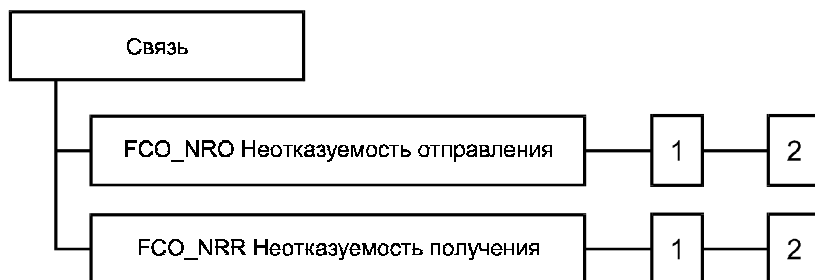 Связь
FCO_NRO Неотказуемость отправления 1 2
FCO_NRR Неотказуемость получения 1 2